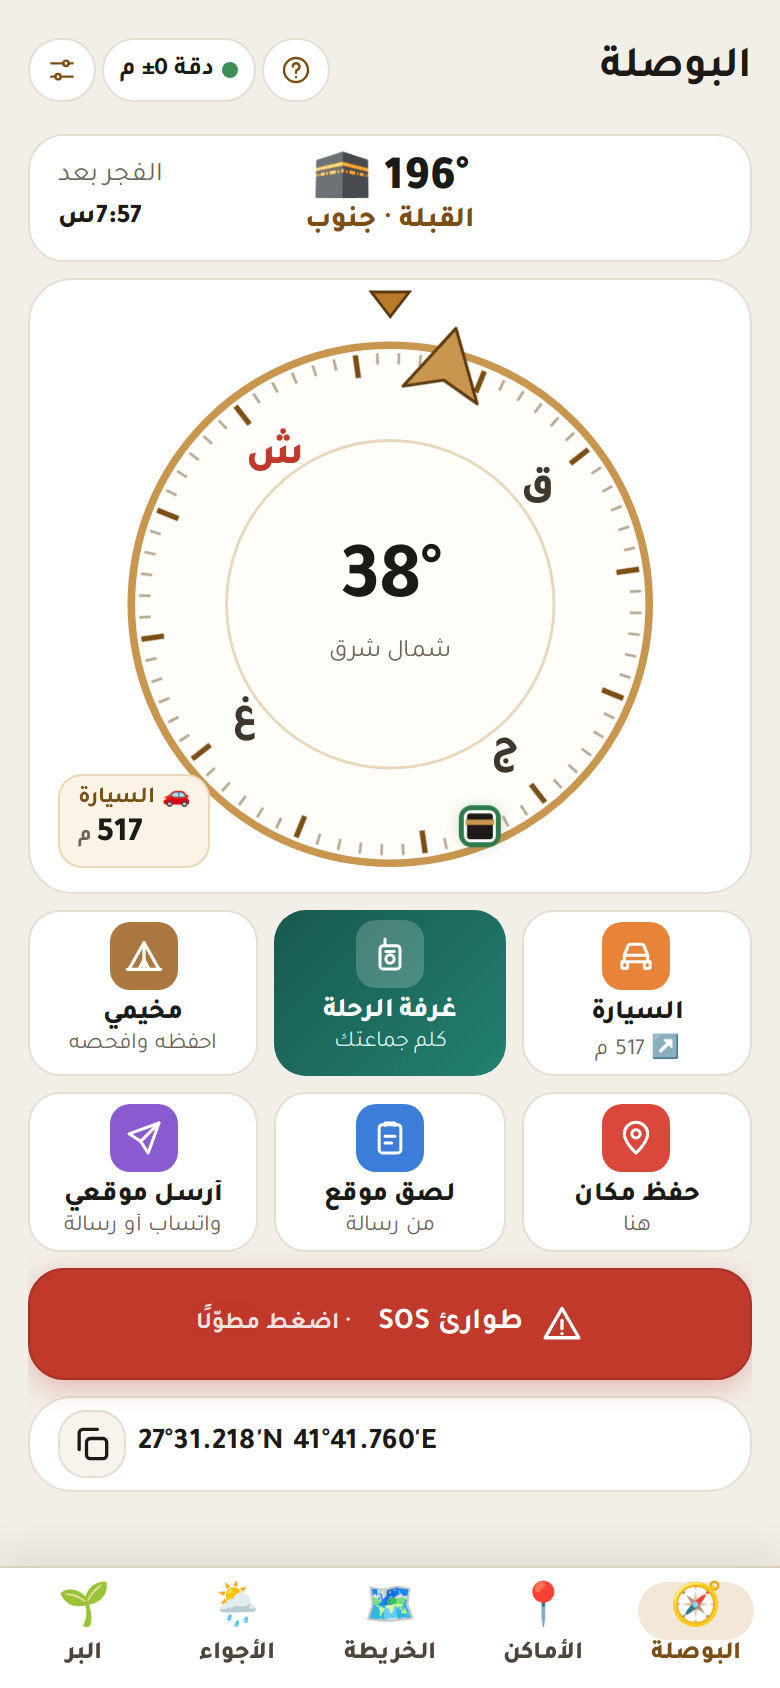 البوصلة
دقة ±0 م
196°
القبلة · جنوب
الفجر بعد
7:57س
ش
ق
38°
شمال شرق
غ
ج
السيارة
517 م
السيارة
517 م
غرفة الرحلة
كلم جماعتك
مخيمي
احفظه وافحصه
حفظ مكان
هنا
لصق موقع
من رسالة
أرسل موقعي
واتساب أو رسالة
طوارئ SOS · اضغط مطوّلًا
27°31.218′N 41°41.760′E
البوصلة
الأماكن
الخريطة
الأجواء
البر